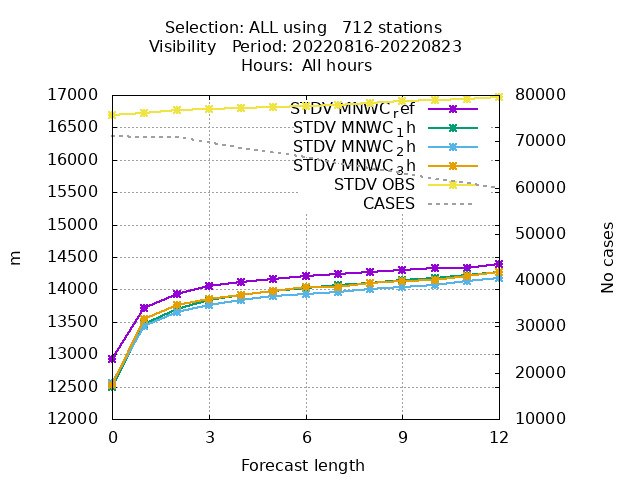 Selection: ALL using   712 stations
Visibility   Period: 20220816-20220823
Hours:  All hours
17000
16500
16000
15500
15000
14500
14000
13500
13000
12500
12000
80000
70000
60000
50000
40000
30000
20000
10000
STDV MNWC_ref
STDV MNWC_1h
STDV MNWC_2h
STDV MNWC_3h
STDV OBS
CASES
m
No cases
0 3 6 9 12
Forecast length